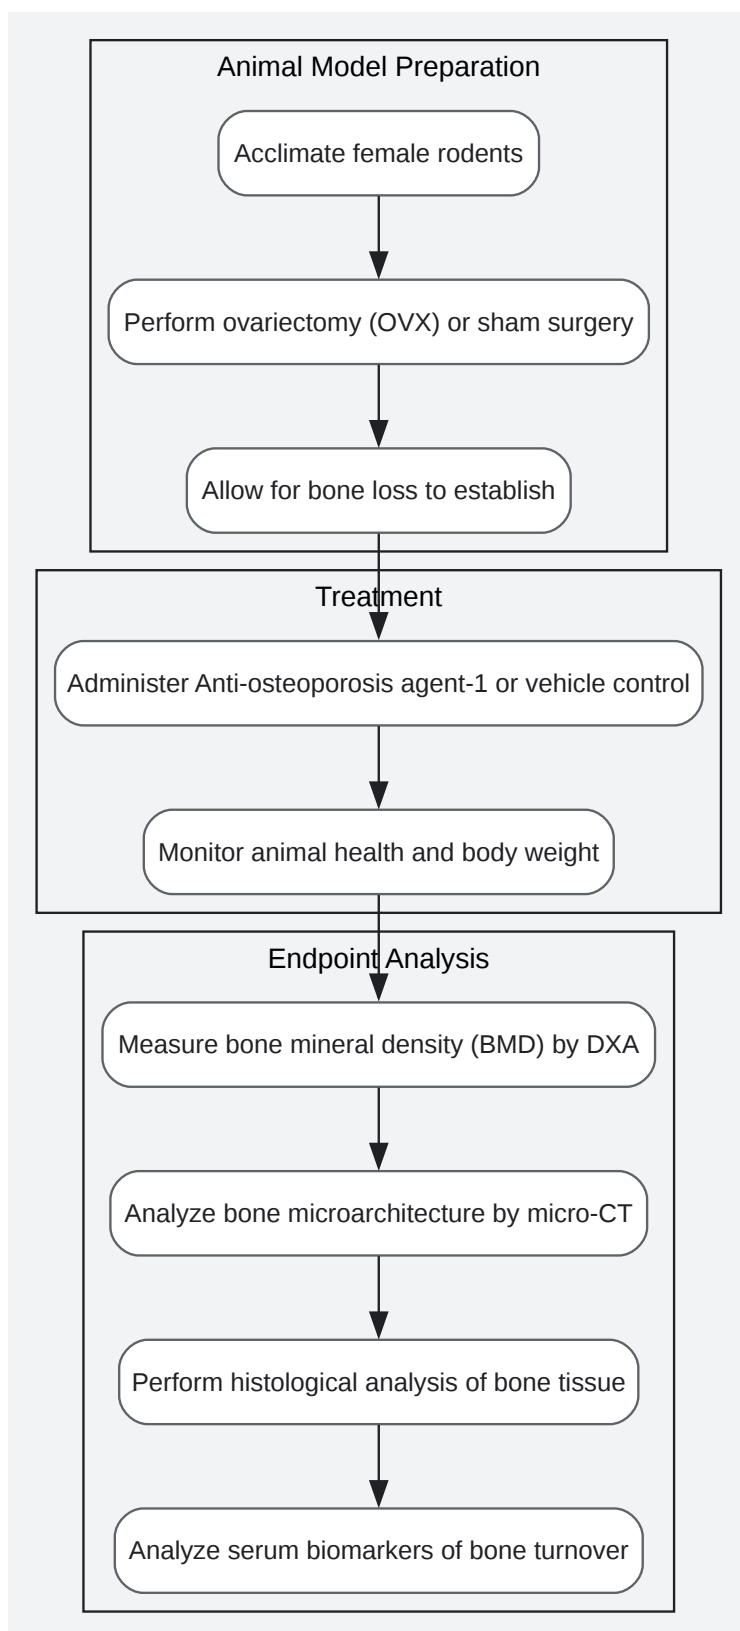 Animal Model Preparation
Acclimate female rodents
Perform ovariectomy (OVX) or sham surgery
Allow for bone loss to establish
Treatment
Administer Anti-osteoporosis agent-1 or vehicle control
Monitor animal health and body weight
Endpoint Analysis
Measure bone mineral density (BMD) by DXA
Analyze bone microarchitecture by micro-CT
Perform histological analysis of bone tissue
Analyze serum biomarkers of bone turnover